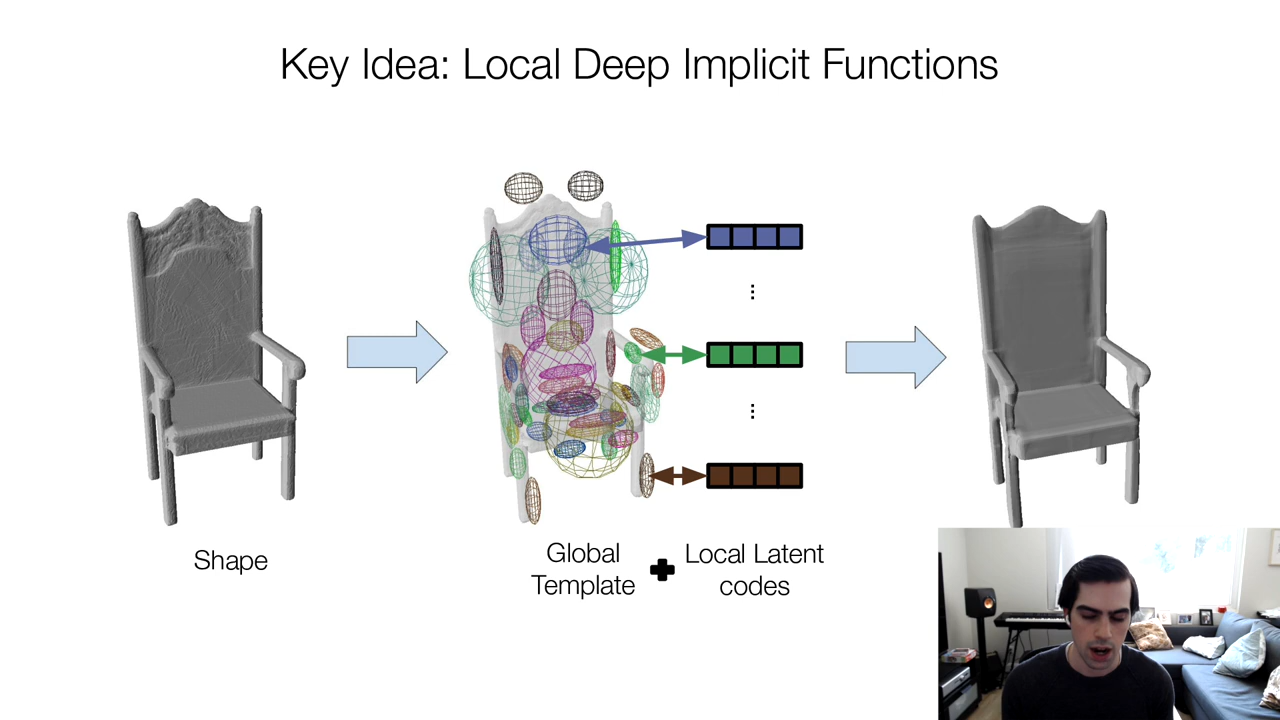 Key Idea: Local Deep Implicit Functions
Shape
Global
Template
Local Latent
codes